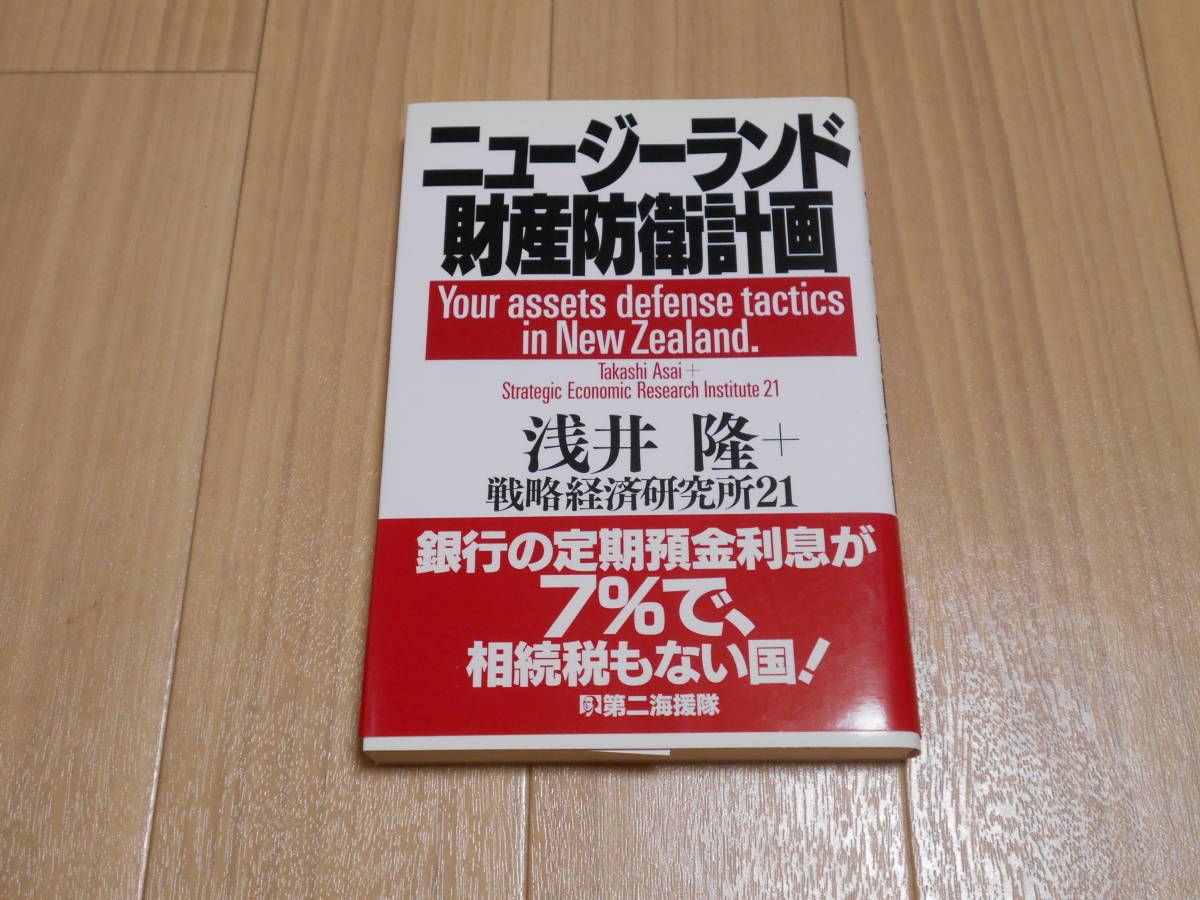 ニュージーランド
財産防衛計画
Your assets defense tactics
in New Zealand.
Takashi Asai+
Strategic Economic Research Institute 21
浅井 隆+
戦略経済研究所21
銀行の定期預金利息が
7%で、
相続税もない国!
第二海援隊